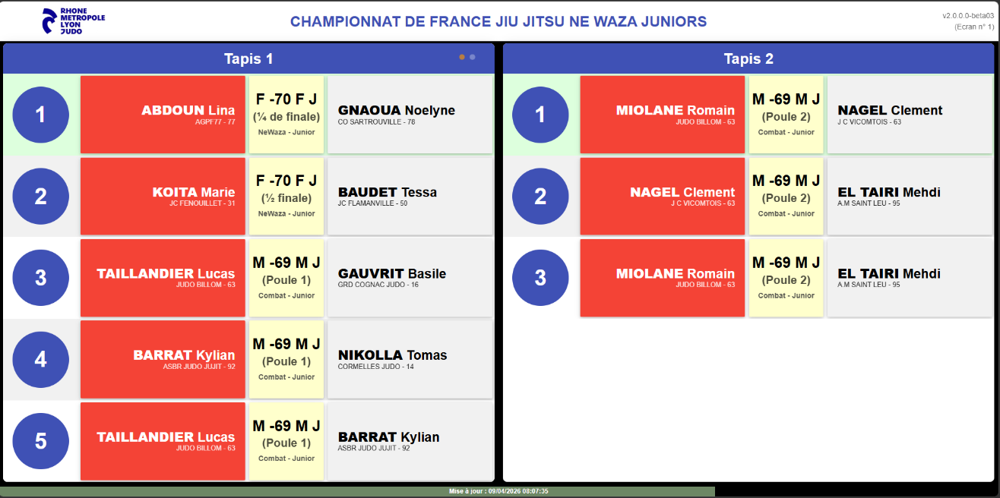 RHONE
METROPOLE
LYON
JUDO
CHAMPIONNAT DE FRANCE JIU JITSU NE WAZA JUNIORS
v2.0.0.0-beta03
(Ecran n° 1)
Tapis 1
1
ABDOUN Lina
AGPF77 - 77
F -70 F J
(¼ de finale)
NeWaza - Junior
GNAOUA Noelyne
CO SARTROUVILLE - 78
2
KOITA Marie
JC FENOUILLET - 31
F -70 F J
(½ finale)
NeWaza - Junior
BAUDET Tessa
JC FLAMANVILLE - 50
3
TAILLANDIER Lucas
JUDO BILLOM - 63
M -69 M J
(Poule 1)
Combat - Junior
GAUVRIT Basile
GRD COGNAC JUDO - 16
4
BARRAT Kylian
ASBR JUDO JUJIT - 92
M -69 M J
(Poule 1)
Combat - Junior
NIKOLLA Tomas
CORMELLES JUDO - 14
5
TAILLANDIER Lucas
JUDO BILLOM - 63
M -69 M J
(Poule 1)
Combat - Junior
BARRAT Kylian
ASBR JUDO JUJIT - 92
Tapis 2
1
MIOLANE Romain
JUDO BILLOM - 63
M -69 M J
(Poule 2)
Combat - Junior
NAGEL Clement
J C VICOMTOIS - 63
2
NAGEL Clement
J C VICOMTOIS - 63
M -69 M J
(Poule 2)
Combat - Junior
EL TAIRI Mehdi
A.M SAINT LEU - 95
3
MIOLANE Romain
JUDO BILLOM - 63
M -69 M J
(Poule 2)
Combat - Junior
EL TAIRI Mehdi
A.M SAINT LEU - 95
Mise à jour : 09/04/2026 08:07:35